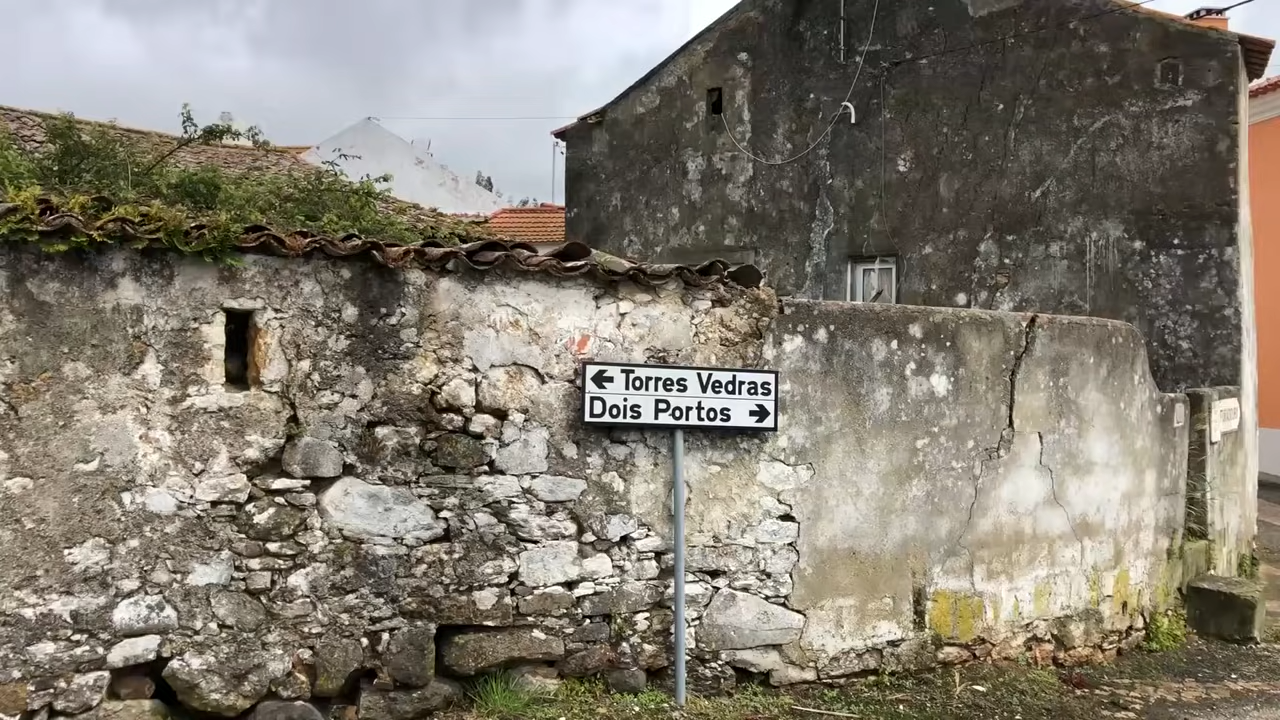 ← Torres Vedras
Dois Portos →